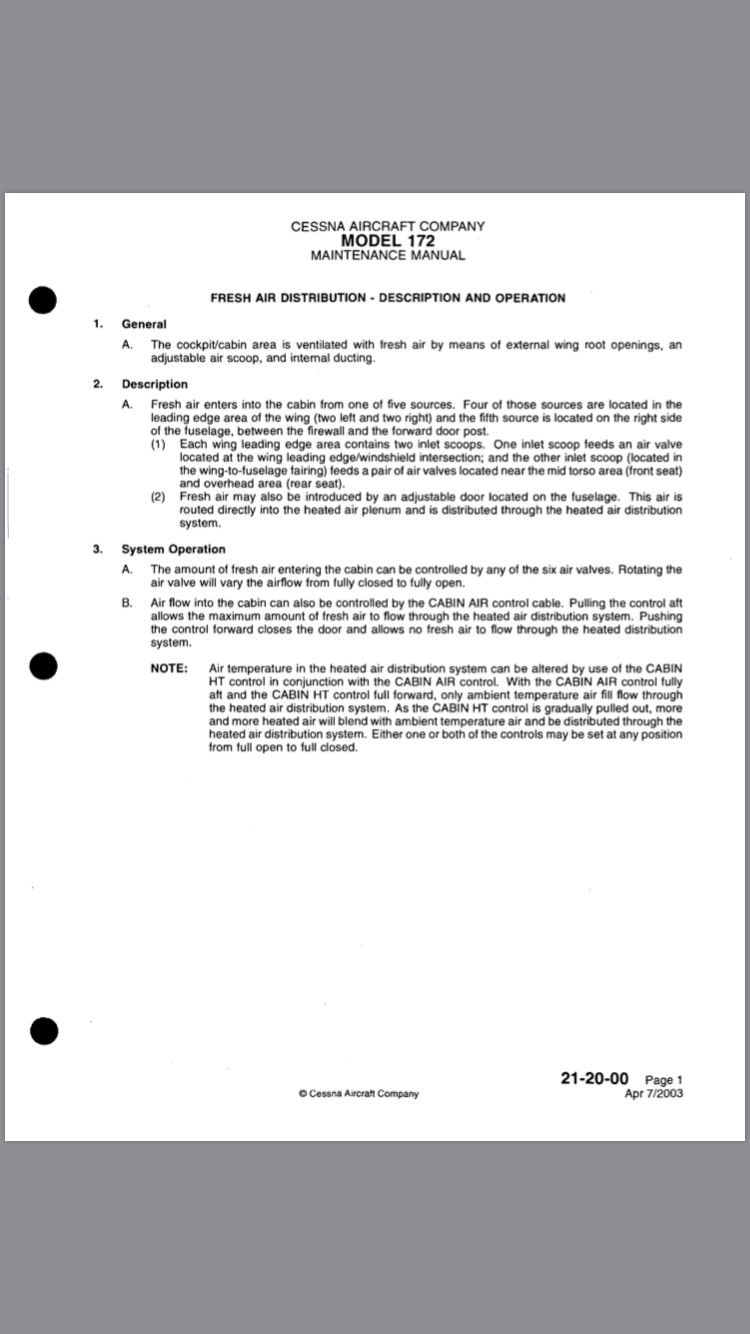 CESSNA AIRCRAFT COMPANY
MODEL 172
MAINTENANCE MANUAL
FRESH AIR DISTRIBUTION - DESCRIPTION AND OPERATION
1. General
A. The cockpit/cabin area is ventilated with fresh air by means of external wing root openings, an
adjustable air scoop, and internal ducting.
2. Description
A. Fresh air enters into the cabin from one of five sources. Four of those sources are located in the
leading edge area of the wing (two left and two right) and the fifth source is located on the right side
of the fuselage, between the firewall and the forward door post.
(1) Each wing leading edge area contains two inlet scoops. One inlet scoop feeds an air valve
located at the wing leading edge/windshield intersection; and the other inlet scoop (located in
the wing-to-fuselage fairing) feeds a pair of air valves located near the mid torso area (front seat)
and overhead area (rear seat).
(2) Fresh air may also be introduced by an adjustable door located on the fuselage. This air is
routed directly into the heated air plenum and is distributed through the heated air distribution
system.
3. System Operation
A. The amount of fresh air entering the cabin can be controlled by any of the six air valves. Rotating the
air valve will vary the airflow from fully closed to fully open.
B. Air flow into the cabin can also be controlled by the CABIN AIR control cable. Pulling the control aft
allows the maximum amount of fresh air to flow through the heated air distribution system. Pushing
the control forward closes the door and allows no fresh air to flow through the heated distribution
system.
NOTE: Air temperature in the heated air distribution system can be altered by use of the CABIN
HT control in conjunction with the CABIN AIR control. With the CABIN AIR control fully
aft and the CABIN HT control full forward, only ambient temperature air fill flow through
the heated air distribution system. As the CABIN HT control is gradually pulled out, more
and more heated air will blend with ambient temperature air and be distributed through the
heated air distribution system. Either one or both of the controls may be set at any position
from full open to full closed.
21-20-00 Page 1
© Cessna Aircraft Company Apr 7/2003